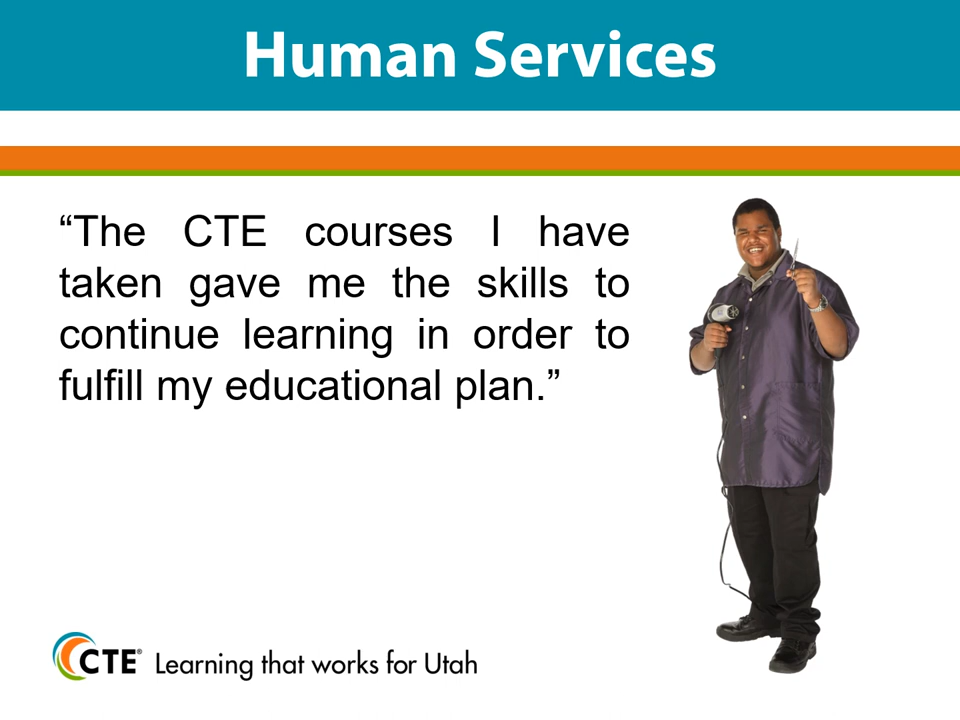 Human Services
“The CTE courses I have
taken gave me the skills to
continue learning in order to
fulfill my educational plan.”
CTE® Learning that works for Utah